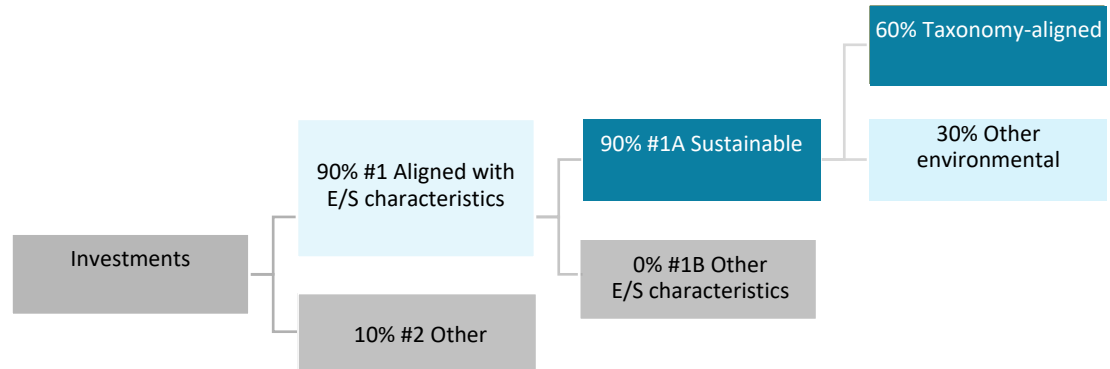 Investments
90% #1 Aligned with
E/S characteristics
10% #2 Other
90% #1A Sustainable
0% #1B Other
E/S characteristics
60% Taxonomy-aligned
30% Other
environmental